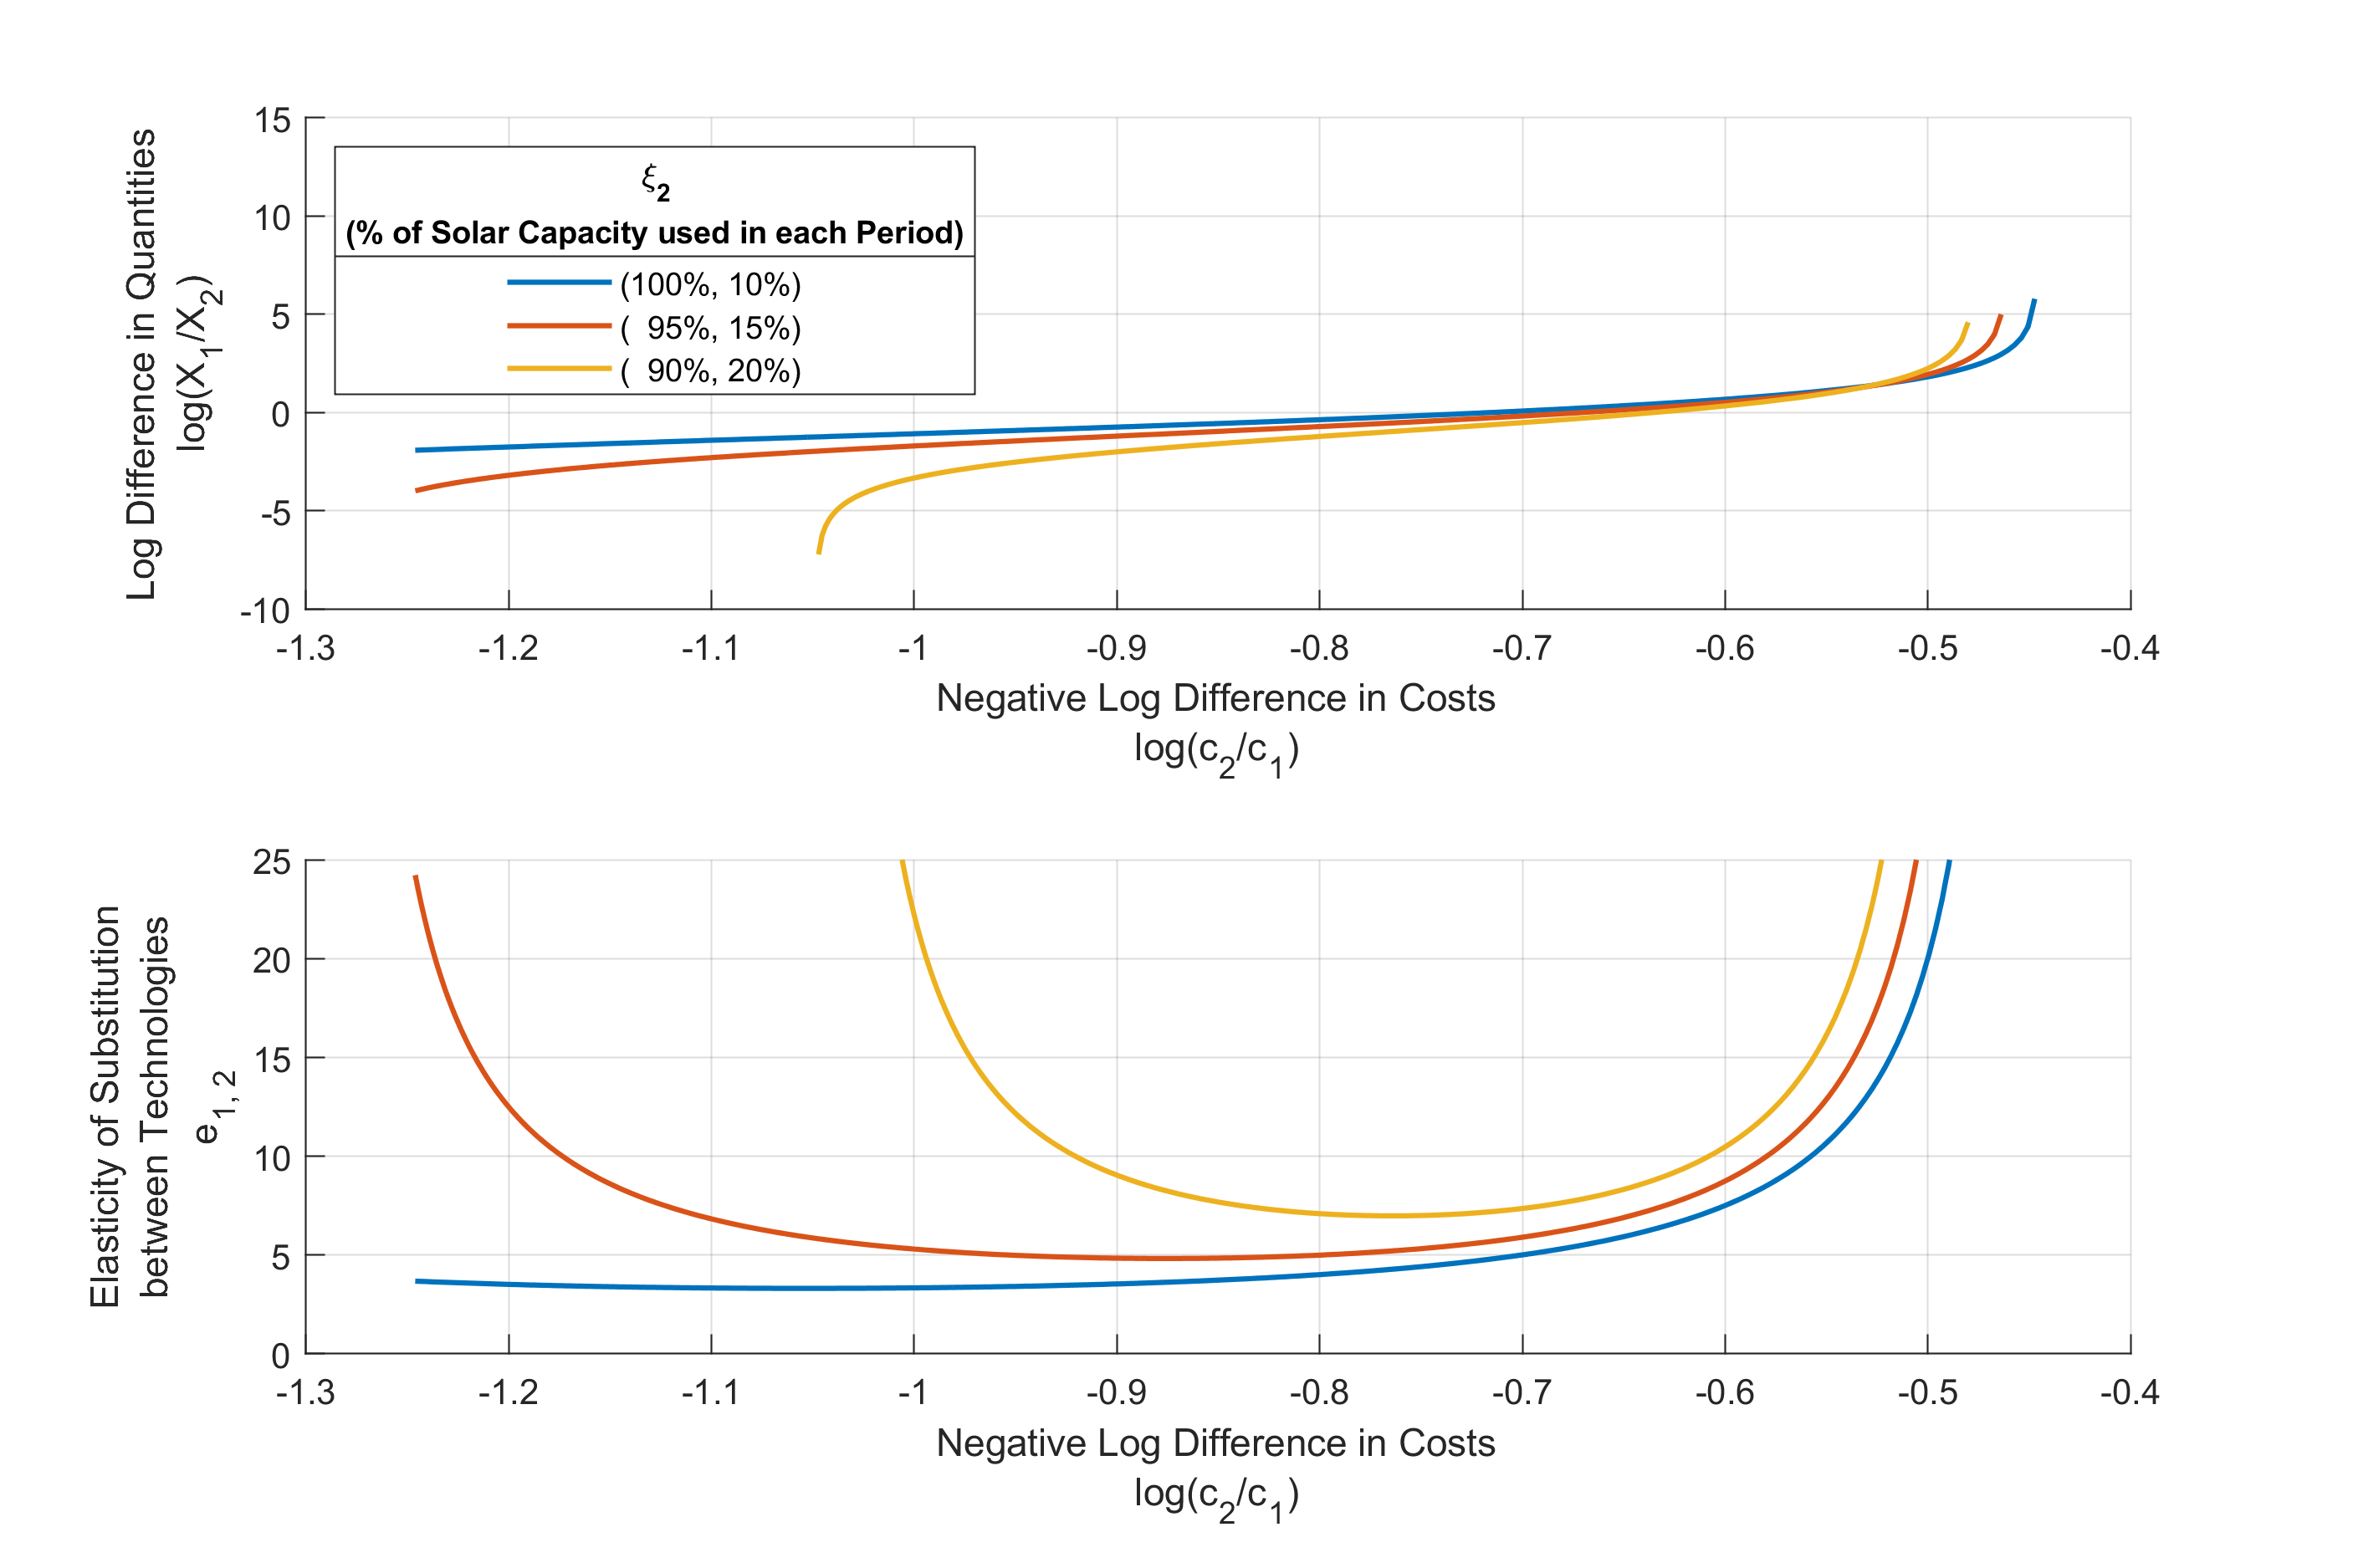 15
10
5
0
-5
-10
Log Difference in Quantities
log(X1/X2)
ξ2
(% of Solar Capacity used in each Period)
(100%, 10%)
( 95%, 15%)
( 90%, 20%)
-1.3 -1.2 -1.1 -1 -0.9 -0.8 -0.7 -0.6 -0.5 -0.4
Negative Log Difference in Costs
log(c2/c1)
25
20
15
10
5
0
Elasticity of Substitution
between Technologies
e1, 2
-1.3 -1.2 -1.1 -1 -0.9 -0.8 -0.7 -0.6 -0.5 -0.4
Negative Log Difference in Costs
log(c2/c1)